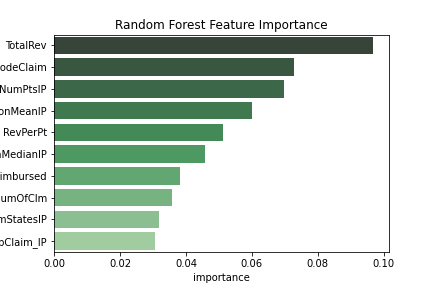 Random Forest Feature Importance
TotalRev
odeClaim
NumPtsIP
onMeanIP
RevPerPt
nMedianIP
imbursed
umOfClm
mStatesIP
oClaim_IP
0.00 0.02 0.04 0.06 0.08 0.10
importance